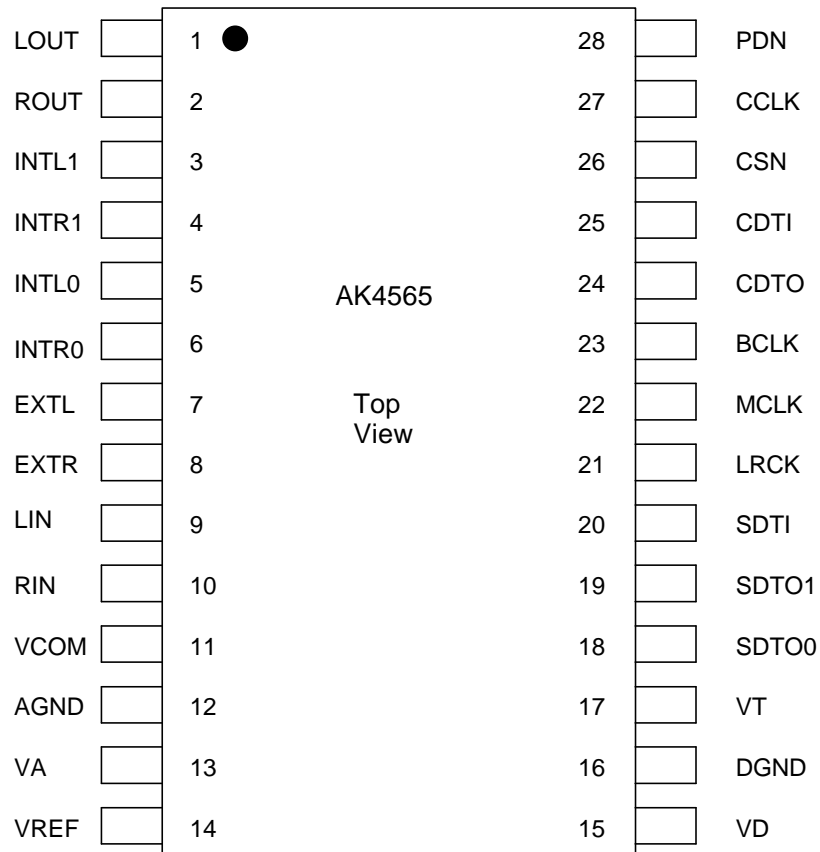 LOUT 1 28 PDN
ROUT 2 27 CCLK
INTL1 3 26 CSN
INTR1 4 25 CDTI
INTL0 5 24 CDTO
AK4565
INTR0 6 23 BCLK
EXTL 7 Top 22 MCLK
View
EXTR 8 21 LRCK
LIN 9 20 SDTI
RIN 10 19 SDTO1
VCOM 11 18 SDTO0
AGND 12 17 VT
VA 13 16 DGND
VREF 14 15 VD